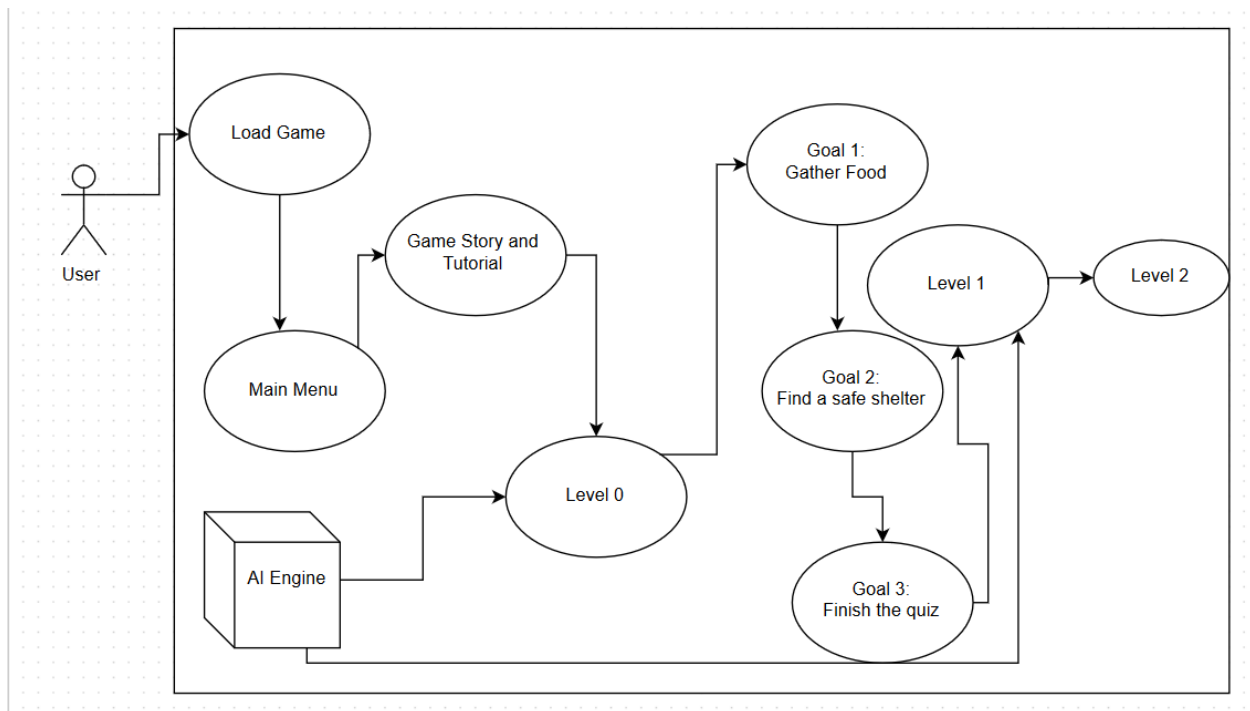 Load Game
User
Main Menu
Game Story and
Tutorial
AI Engine
Level 0
Goal 1:
Gather Food
Goal 2:
Find a safe shelter
Goal 3:
Finish the quiz
Level 1
Level 2